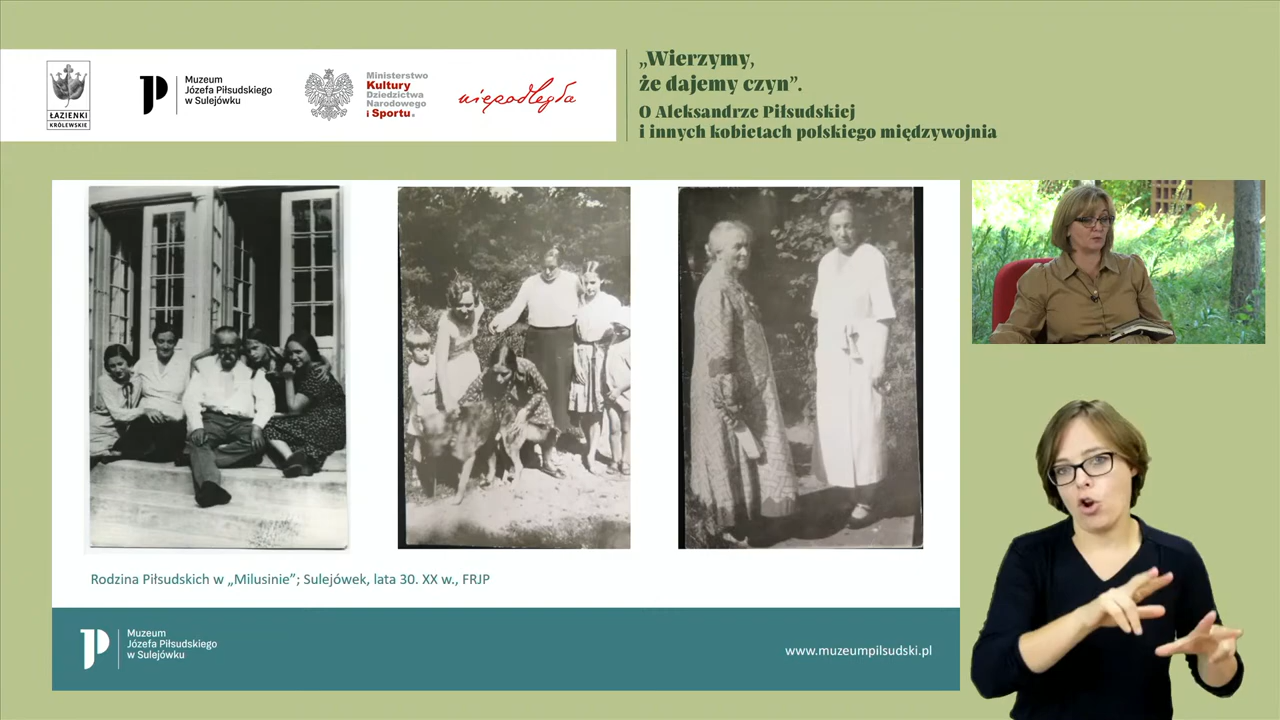 ŁAZIENKI
KRÓLEWSKIE
Muzeum
Józefa Piłsudskiego
w Sulejówku
Ministerstwo
Kultury
Dziedzictwa
Narodowego
i Sportu.
niepodległa
„Wierzymy,
że dajemy czyn”.
O Aleksandrze Piłsudskiej
i innych kobietach polskiego międzywojnia
Rodzina Piłsudskich w „Milusinie”; Sulejówek, lata 30. XX w., FRJP
Muzeum
Józefa Piłsudskiego
w Sulejówku
www.muzeumpilsudski.pl